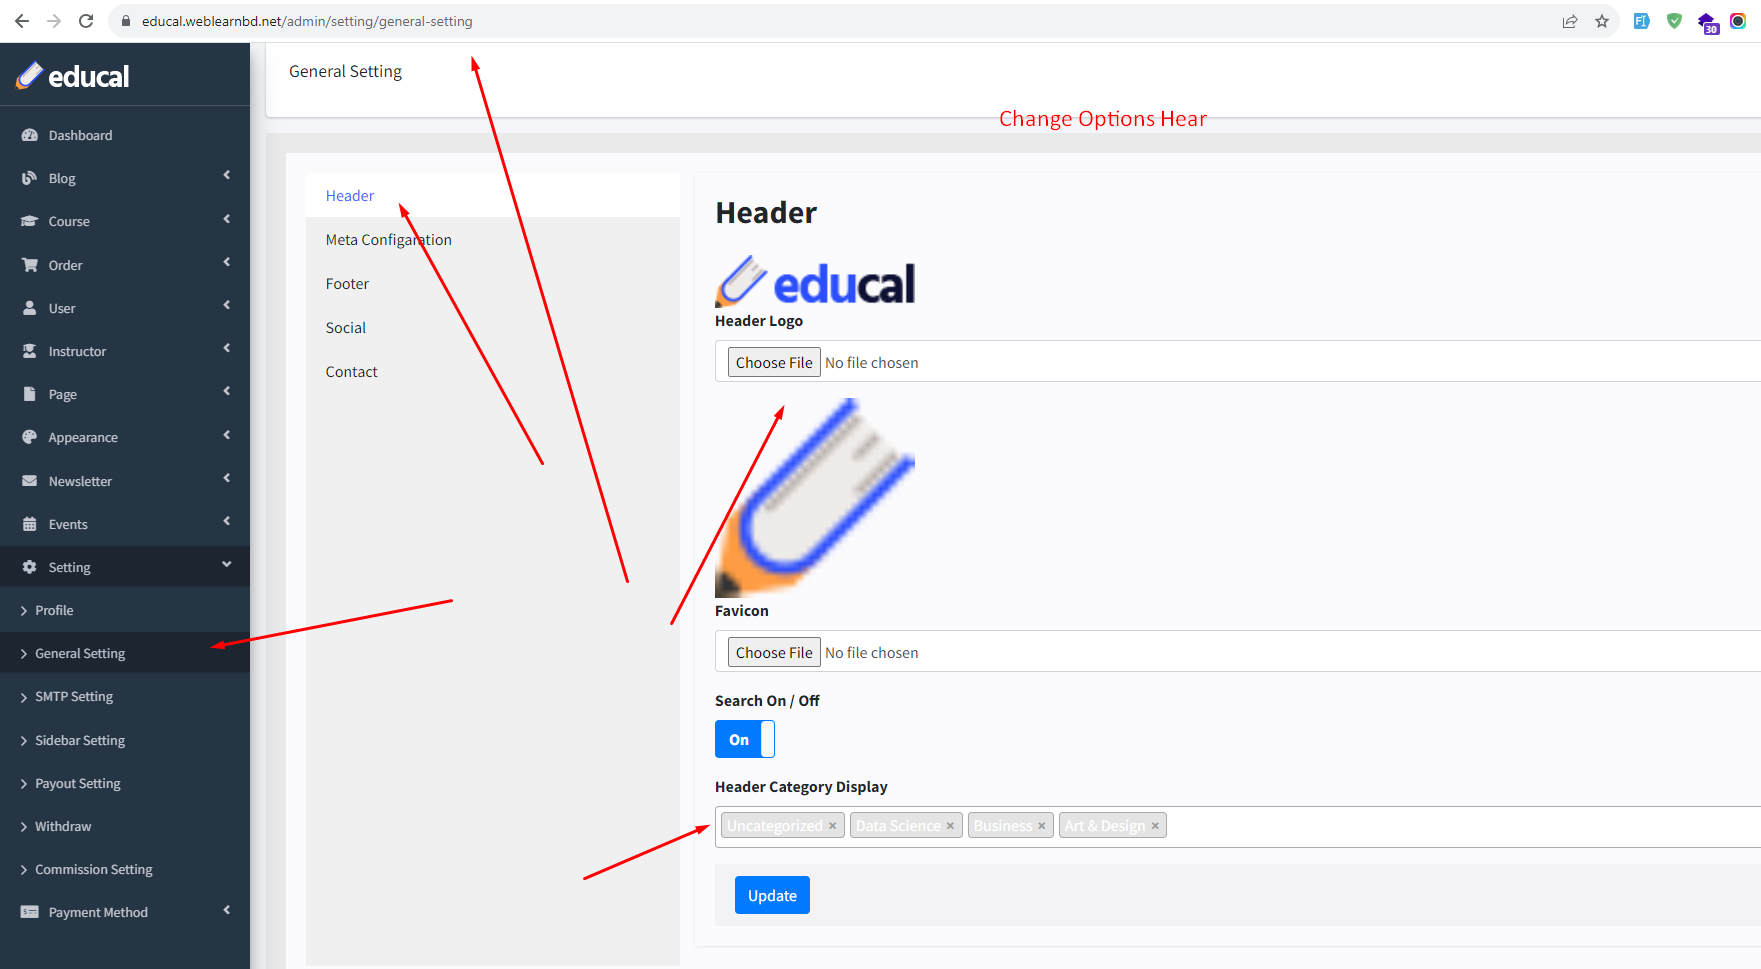 educal.weblearnbd.net/admin/setting/general-setting
30
educal
General Setting
Change Options Hear
Dashboard
Blog
Course
Order
User
Instructor
Page
Appearance
Newsletter
Events
Setting
Profile
General Setting
SMTP Setting
Sidebar Setting
Payout Setting
Withdraw
Commission Setting
Payment Method
Header
Meta Configaration
Footer
Social
Contact
Header
educal
Header Logo
Choose File No file chosen
Favicon
Choose File No file chosen
Search On / Off
On
Header Category Display
Uncategorized × Data Science × Business × Art & Design ×
Update